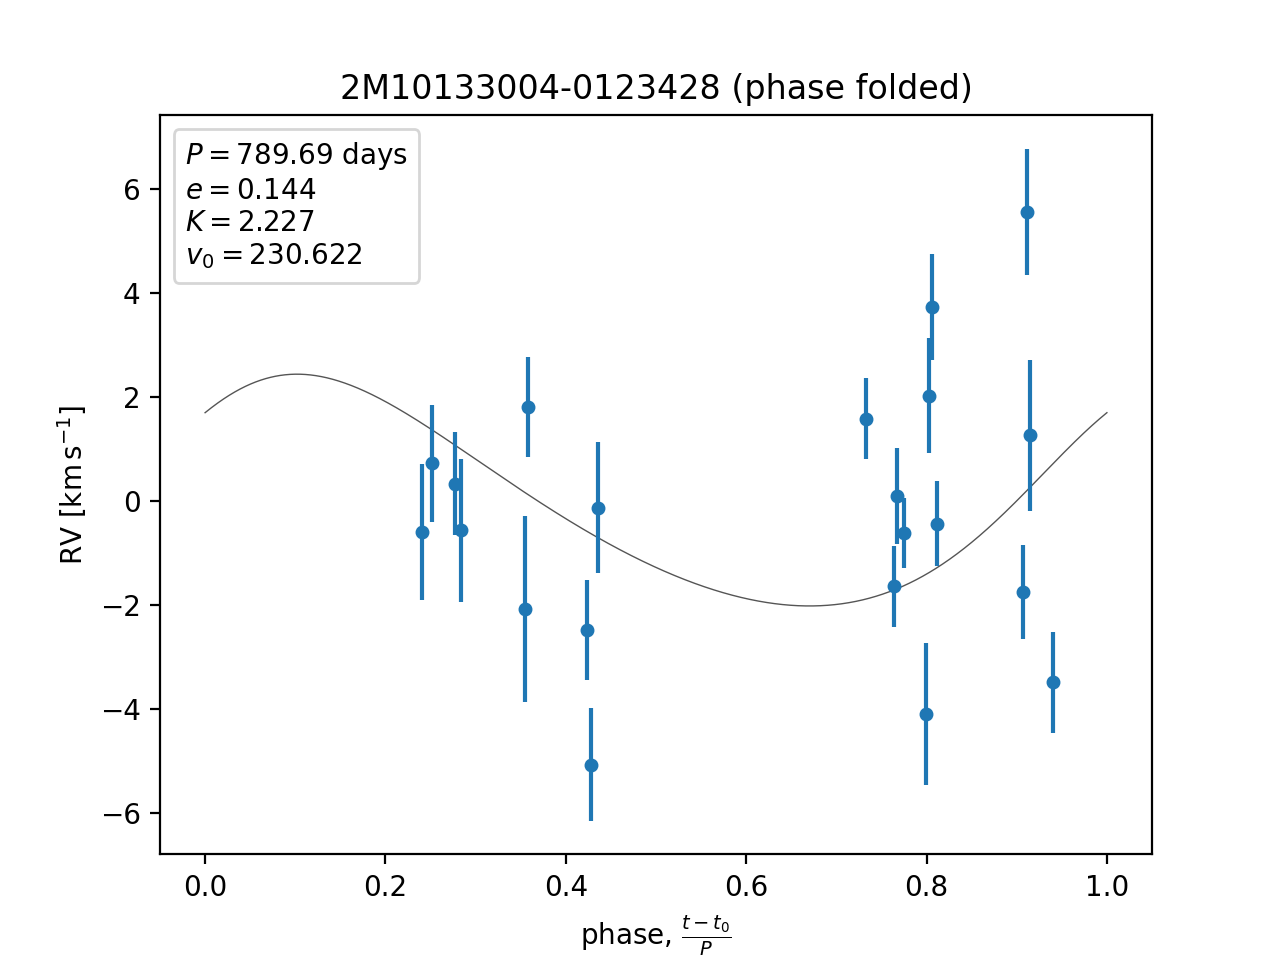 2M10133004-0123428 (phase folded)
P = 789.69 days
e = 0.144
K = 2.227
v₀ = 230.622
RV [km s⁻¹]
6
4
2
0
−2
−4
−6
0.0 0.2 0.4 0.6 0.8 1.0
phase, (t − t₀)/P